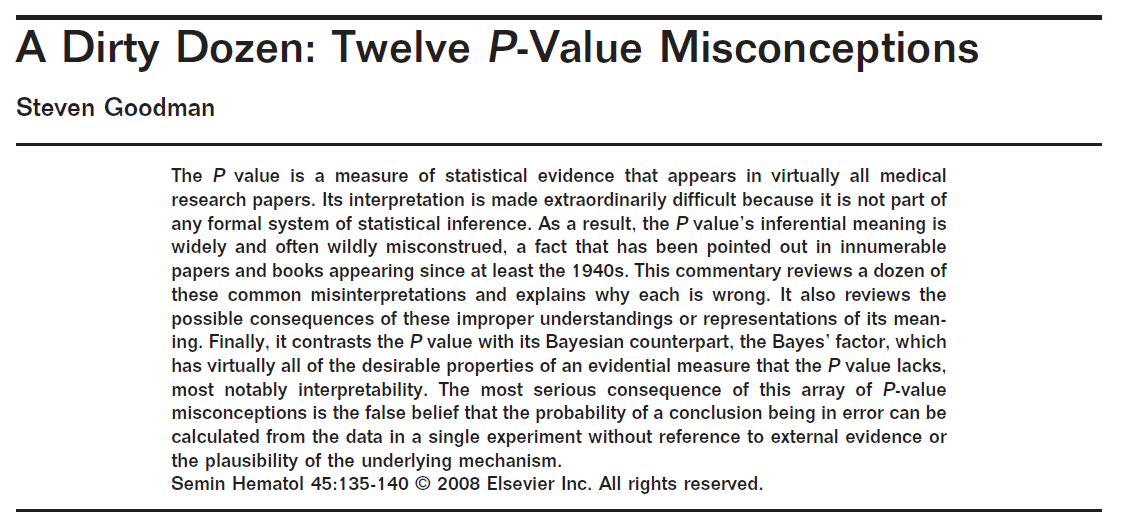 A Dirty Dozen: Twelve P-Value Misconceptions
Steven Goodman
The P value is a measure of statistical evidence that appears in virtually all medical
research papers. Its interpretation is made extraordinarily difficult because it is not part of
any formal system of statistical inference. As a result, the P value's inferential meaning is
widely and often wildly misconstrued, a fact that has been pointed out in innumerable
papers and books appearing since at least the 1940s. This commentary reviews a dozen of
these common misinterpretations and explains why each is wrong. It also reviews the
possible consequences of these improper understandings or representations of its mean-
ing. Finally, it contrasts the P value with its Bayesian counterpart, the Bayes' factor, which
has virtually all of the desirable properties of an evidential measure that the P value lacks,
most notably interpretability. The most serious consequence of this array of P-value
misconceptions is the false belief that the probability of a conclusion being in error can be
calculated from the data in a single experiment without reference to external evidence or
the plausibility of the underlying mechanism.
Semin Hematol 45:135-140 © 2008 Elsevier Inc. All rights reserved.